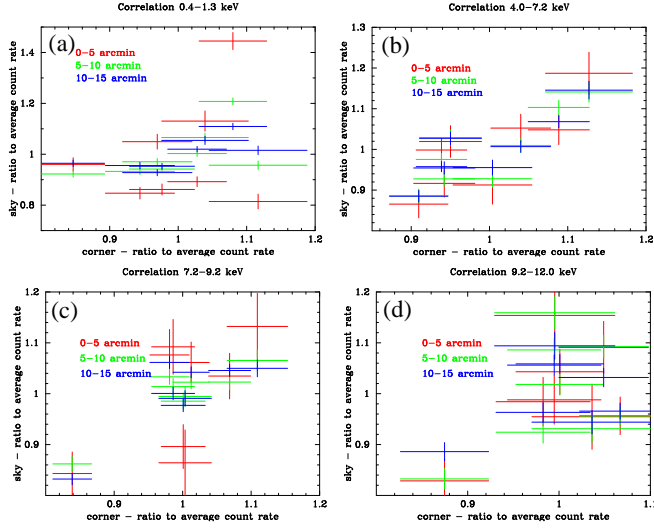 Correlation 0.4−1.3 keV
(a)
0−5 arcmin
5−10 arcmin
10−15 arcmin
1.4
1.2
1
0.8
0.9
1
1.1
1.2
sky − ratio to average count rate
corner − ratio to average count rate
Correlation 4.0−7.2 keV
(b)
0−5 arcmin
5−10 arcmin
10−15 arcmin
1.3
1.2
1.1
1
0.9
0.8
0.9
1
1.1
1.2
sky − ratio to average count rate
corner − ratio to average count rate
Correlation 7.2−9.2 keV
(c)
0−5 arcmin
5−10 arcmin
10−15 arcmin
1.2
1.1
1
0.9
0.9
1
1.1
1.2
sky − ratio to average count rate
corner − ratio to average count rate
Correlation 9.2−12.0 keV
(d)
0−5 arcmin
5−10 arcmin
10−15 arcmin
1.2
1.1
1
0.9
0.9
1
1.1
sky − ratio to average count rate
corner − ratio to average count rate